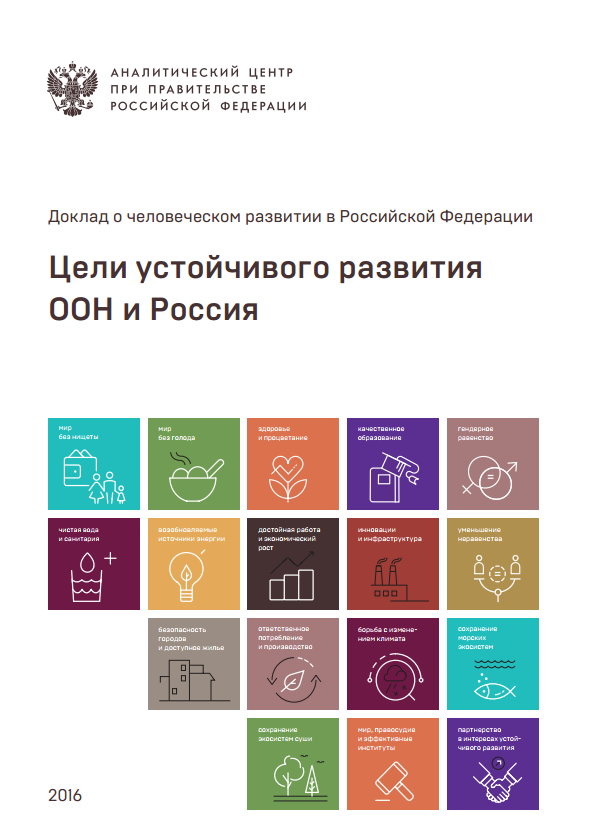 АНАЛИТИЧЕСКИЙ ЦЕНТР
ПРИ ПРАВИТЕЛЬСТВЕ
РОССИЙСКОЙ ФЕДЕРАЦИИ
Доклад о человеческом развитии в Российской Федерации
Цели устойчивого развития
ООН и Россия
мир
без нищеты
мир
без голода
здоровье
и процветание
качественное
образование
гендерное
равенство
чистая вода
и санитария
возобновляемые
источники энергии
достойная работа
и экономический
рост
инновации
и инфраструктура
уменьшение
неравенства
безопасность
городов
и доступное жилье
ответственное
потребление
и производство
борьба с измене-
нием климата
сохранение
морских
экосистем
сохранение
экосистем суши
мир, правосудие
и эффективные
институты
партнерство
в интересах устой-
чивого развития
2016